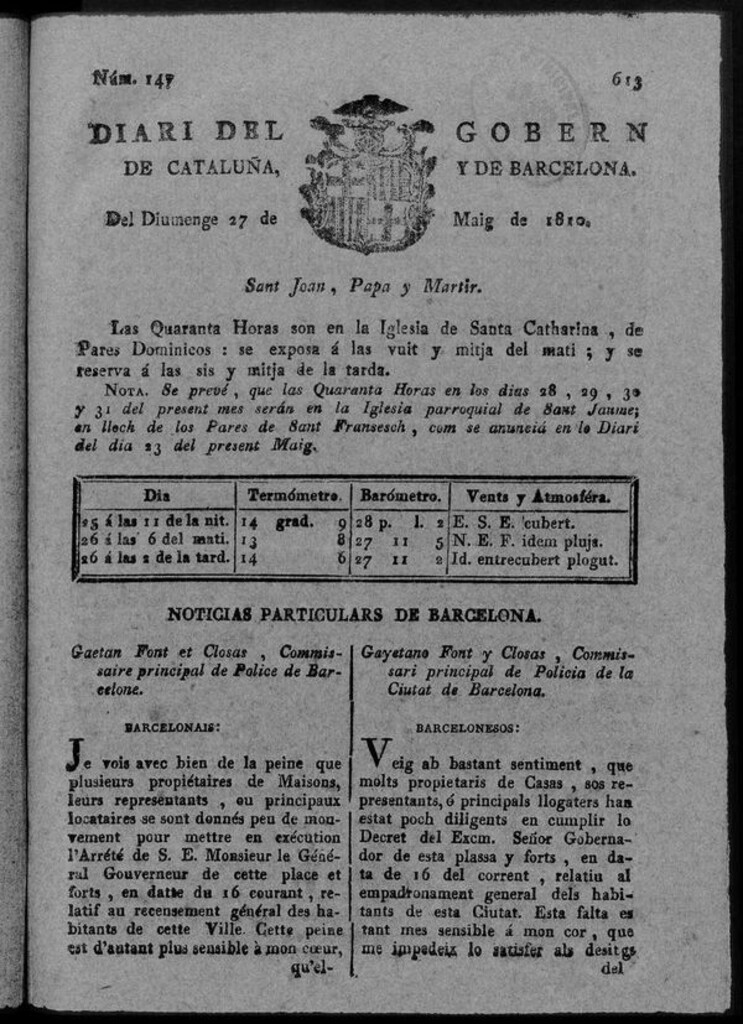 Núm. 147
613
DIARI DEL GOBERN
DE CATALUÑA, Y DE BARCELONA.
Del Diumenge 27 de Maig de 1810.
Sant Joan, Papa y Martir.
Las Quaranta Horas son en la Iglesia de Santa Catharina, de
Pares Dominicos: se exposa á las vuit y mitja del mati; y se
reserva á las sis y mitja de la tarda.
NOTA. Se prevé, que las Quaranta Horas en los dias 28, 29, 30
y 31 del present mes serán en la Iglesia parroquial de Sant Jaume;
en lloch de los Pares de Sant Fransesch, com se anunciá en lo Diari
del dia 23 del present Maig.
Dia Termómetro. Barómetro. Vents y Atmosféra.
25 á las 11 de la nit. 14 grad. 9 28 p. l. 2 E. S. E. cubert.
26 á las 6 del mati. 13 8 27 11 5 N. E. F. idem pluja.
26 á las 2 de la tard. 14 6 27 11 2 Id. entrecubert plogut.
NOTICIAS PARTICULARS DE BARCELONA.
Gaetan Font et Closas, Commis-
saire principal de Police de Bar-
celone.
BARCELONAIS:
Je vois avec bien de la peine que
plusieurs propiétaires de Maisons,
leurs representants, ou principaux
locataires se sont donnés peu de mou-
vement pour mettre en exécution
l'Arrêté de S. E. Monsieur le Géné-
ral Gouverneur de cette place et
forts, en datte du 16 courant, re-
latif au recensement général des ha-
bitants de cette Ville. Cette peine
est d'autant plus sensible à mon cœur,
qu'el-
Gayetano Font y Closas, Commis-
sari principal de Policia de la
Ciutat de Barcelona.
BARCELONESOS:
Veig ab bastant sentiment, que
molts propietaris de Casas, sos re-
presentants, ó principals llogaters han
estat poch diligents en cumplir lo
Decret del Excm. Señor Goberna-
dor de esta plassa y forts, en da-
ta de 16 del corrent, relatiu al
empadronament general dels habi-
tants de esta Ciutat. Esta falta es
tant mes sensible á mon cor, que
me impedeix lo satisfer als desitgs
del